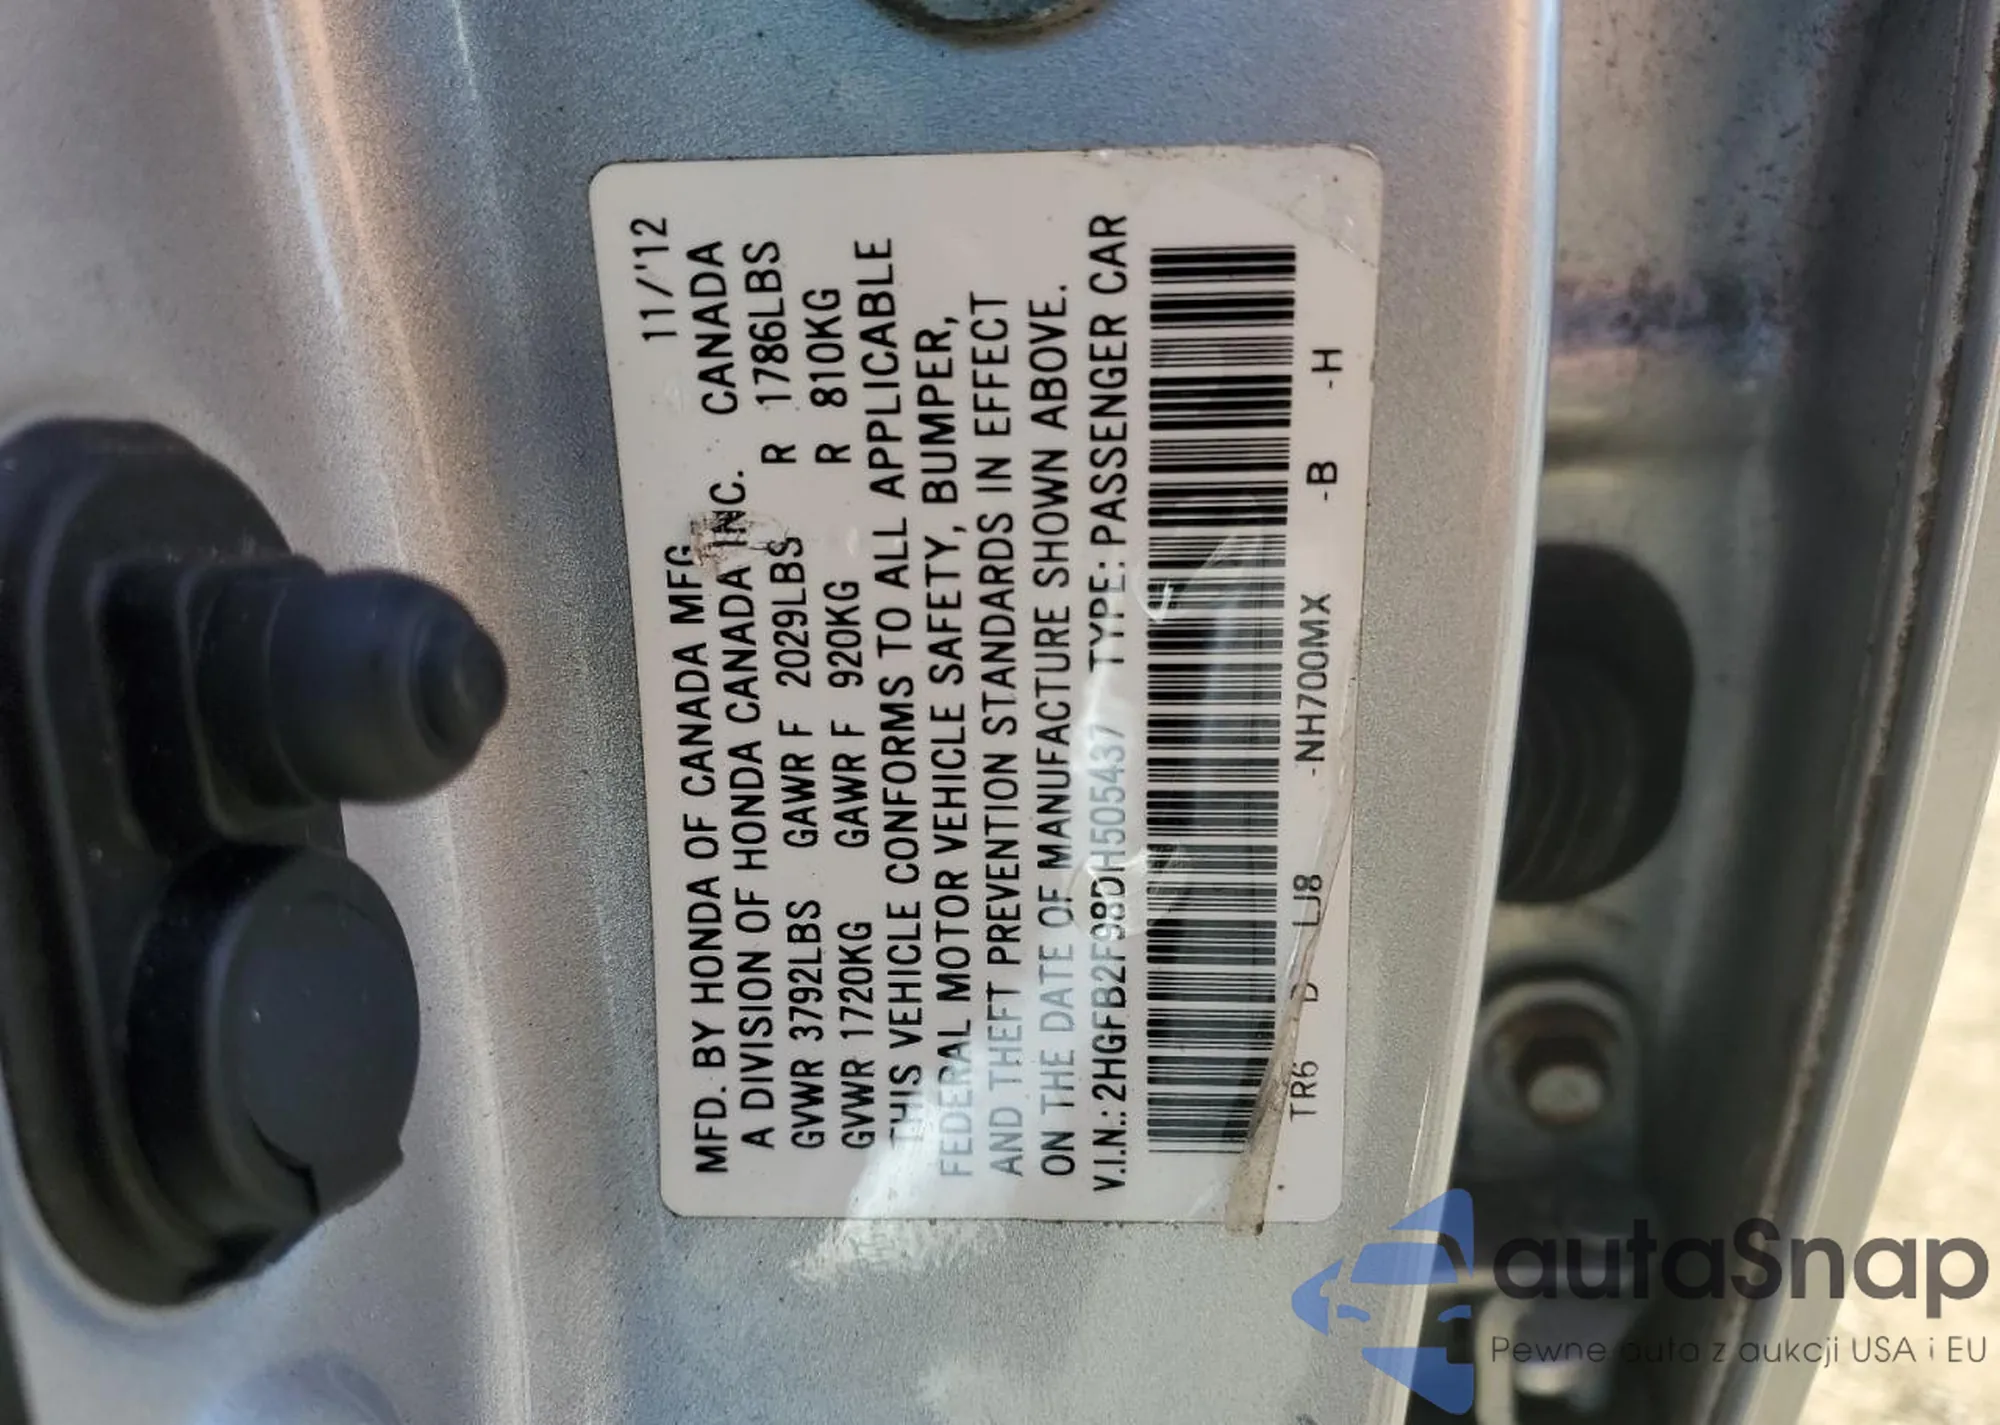 11/'12
MFD. BY HONDA OF CANADA MFG
A DIVISION OF HONDA CANADA INC. CANADA
GVWR 3792LBS GAWR F 2029LBS R 1786LBS
GVWR 1720KG GAWR F 920KG R 810KG
THIS VEHICLE CONFORMS TO ALL APPLICABLE
FEDERAL MOTOR VEHICLE SAFETY, BUMPER,
AND THEFT PREVENTION STANDARDS IN EFFECT
ON THE DATE OF MANUFACTURE SHOWN ABOVE.
V.I.N.: 2HGFB2F98DH505437 TYPE: PASSENGER CAR
TR6 D LJ8 -NH700MX -B -H
autaSnap
Pewne auta z aukcji USA i EU